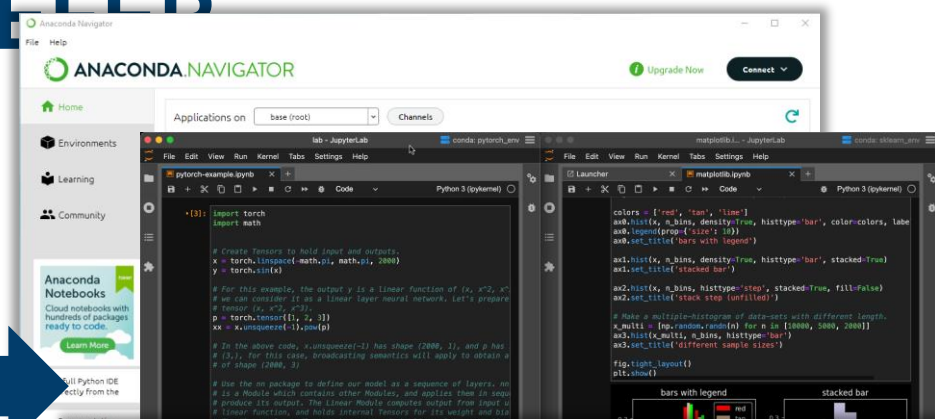 Anaconda Navigator
File Help
ANACONDA.NAVIGATOR
Upgrade Now
Connect
Home
Applications on base (root) Channels
Environments
Learning
Community
Anaconda
Notebooks
Cloud notebooks with
hundreds of packages
ready to code.
Learn More
Full Python IDE
directly from the
lab - JupyterLab
conda: pytorch_env
File Edit View Run Kernel Tabs Settings Help
pytorch-example.ipynb
Code
Python 3 (ipykernel)
[3]: import torch
import math
# Create Tensors to hold input and outputs.
x = torch.linspace(-math.pi, math.pi, 2000)
y = torch.sin(x)
# For this example, the output y is a linear function of (x, x^2, x^
# we can consider it as a linear layer neural network. Let's prepare
# tensor (x, x^2, x^3).
p = torch.tensor([1, 2, 3])
xx = x.unsqueeze(-1).pow(p)
# In the above code, x.unsqueeze(-1) has shape (2000, 1), and p has
# (3,), for this case, broadcasting semantics will apply to obtain a
# of shape (2000, 3)
# Use the nn package to define our model as a sequence of layers. nn
# is a Module which contains other Modules, and applies them in sequ
# produce its output. The Linear Module computes output from input u
# linear function, and holds internal Tensors for its weight and bia
matplotlib.i... - JupyterLab
conda: sklearn_env
File Edit View Run Kernel Tabs Settings Help
Launcher
matplotlib.ipynb
Code
Python 3 (ipykernel)
colors = ['red', 'tan', 'lime']
ax0.hist(x, n_bins, density=True, histtype='bar', color=colors, labe
ax0.legend(prop={'size': 10})
ax0.set_title('bars with legend')
ax1.hist(x, n_bins, density=True, histtype='bar', stacked=True)
ax1.set_title('stacked bar')
ax2.hist(x, n_bins, histtype='step', stacked=True, fill=False)
ax2.set_title('stack step (unfilled)')
# Make a multiple-histogram of data-sets with different length.
x_multi = [np.random.randn(n) for n in [10000, 5000, 2000]]
ax3.hist(x_multi, n_bins, histtype='bar')
ax3.set_title('different sample sizes')
fig.tight_layout()
plt.show()
bars with legend
stacked bar
red